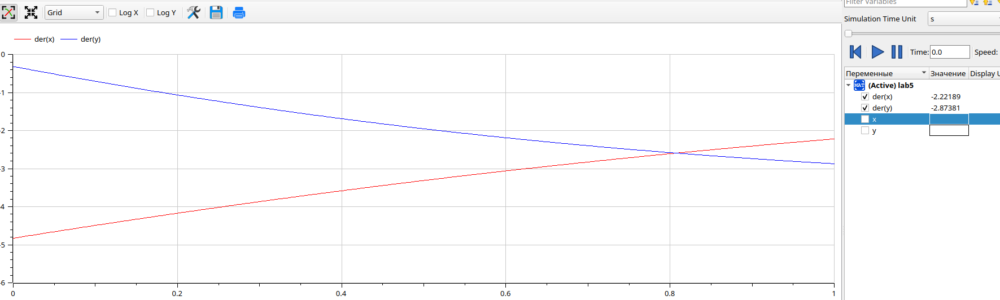 Filter Variables
Grid Log X Log Y
Simulation Time Unit s
der(x) der(y)
Time: 0.0 Speed:
0
-1
-2
-3
-4
-5
-6
0 0.2 0.4 0.6 0.8 1
Переменные Значение Display U
MAT (Active) lab5
der(x) -2.22189
der(y) -2.87381
x
y